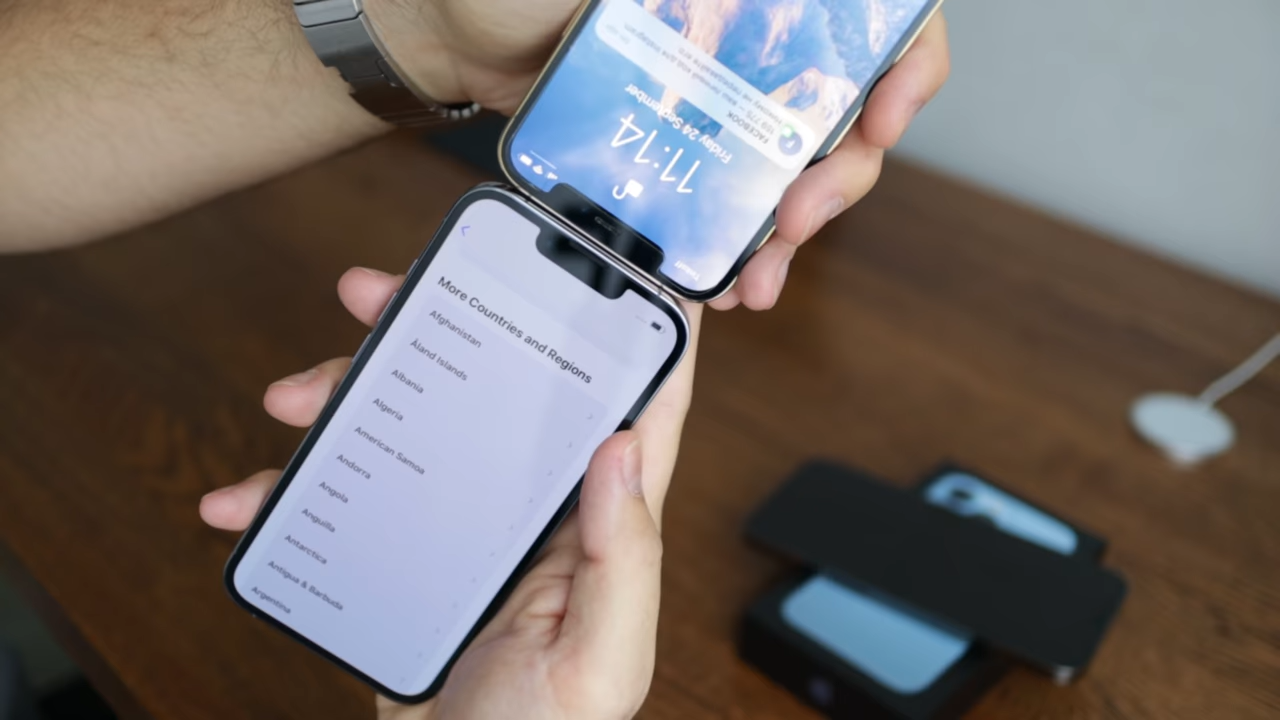 More Countries and Regions
Afghanistan
Åland Islands
Albania
Algeria
American Samoa
Andorra
Angola
Anguilla
Antarctica
Antigua & Barbuda
Argentina
11:14
Friday 24 September
FACEBOOK